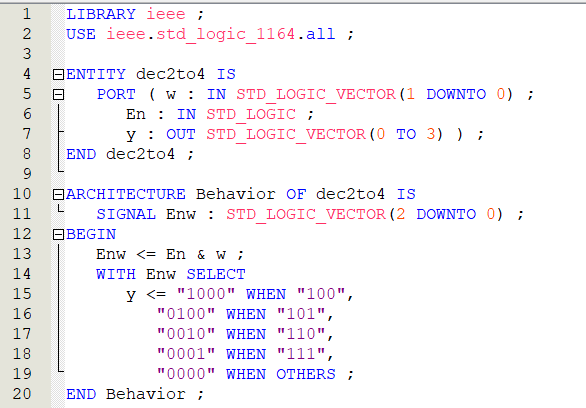 1 LIBRARY ieee ;
2 USE ieee.std_logic_1164.all ;
3
4 ENTITY dec2to4 IS
5 PORT ( w : IN STD_LOGIC_VECTOR(1 DOWNTO 0) ;
6 En : IN STD_LOGIC ;
7 y : OUT STD_LOGIC_VECTOR(0 TO 3) ) ;
8 END dec2to4 ;
9
10 ARCHITECTURE Behavior OF dec2to4 IS
11 SIGNAL Enw : STD_LOGIC_VECTOR(2 DOWNTO 0) ;
12 BEGIN
13 Enw <= En & w ;
14 WITH Enw SELECT
15 y <= "1000" WHEN "100",
16 "0100" WHEN "101",
17 "0010" WHEN "110",
18 "0001" WHEN "111",
19 "0000" WHEN OTHERS ;
20 END Behavior ;